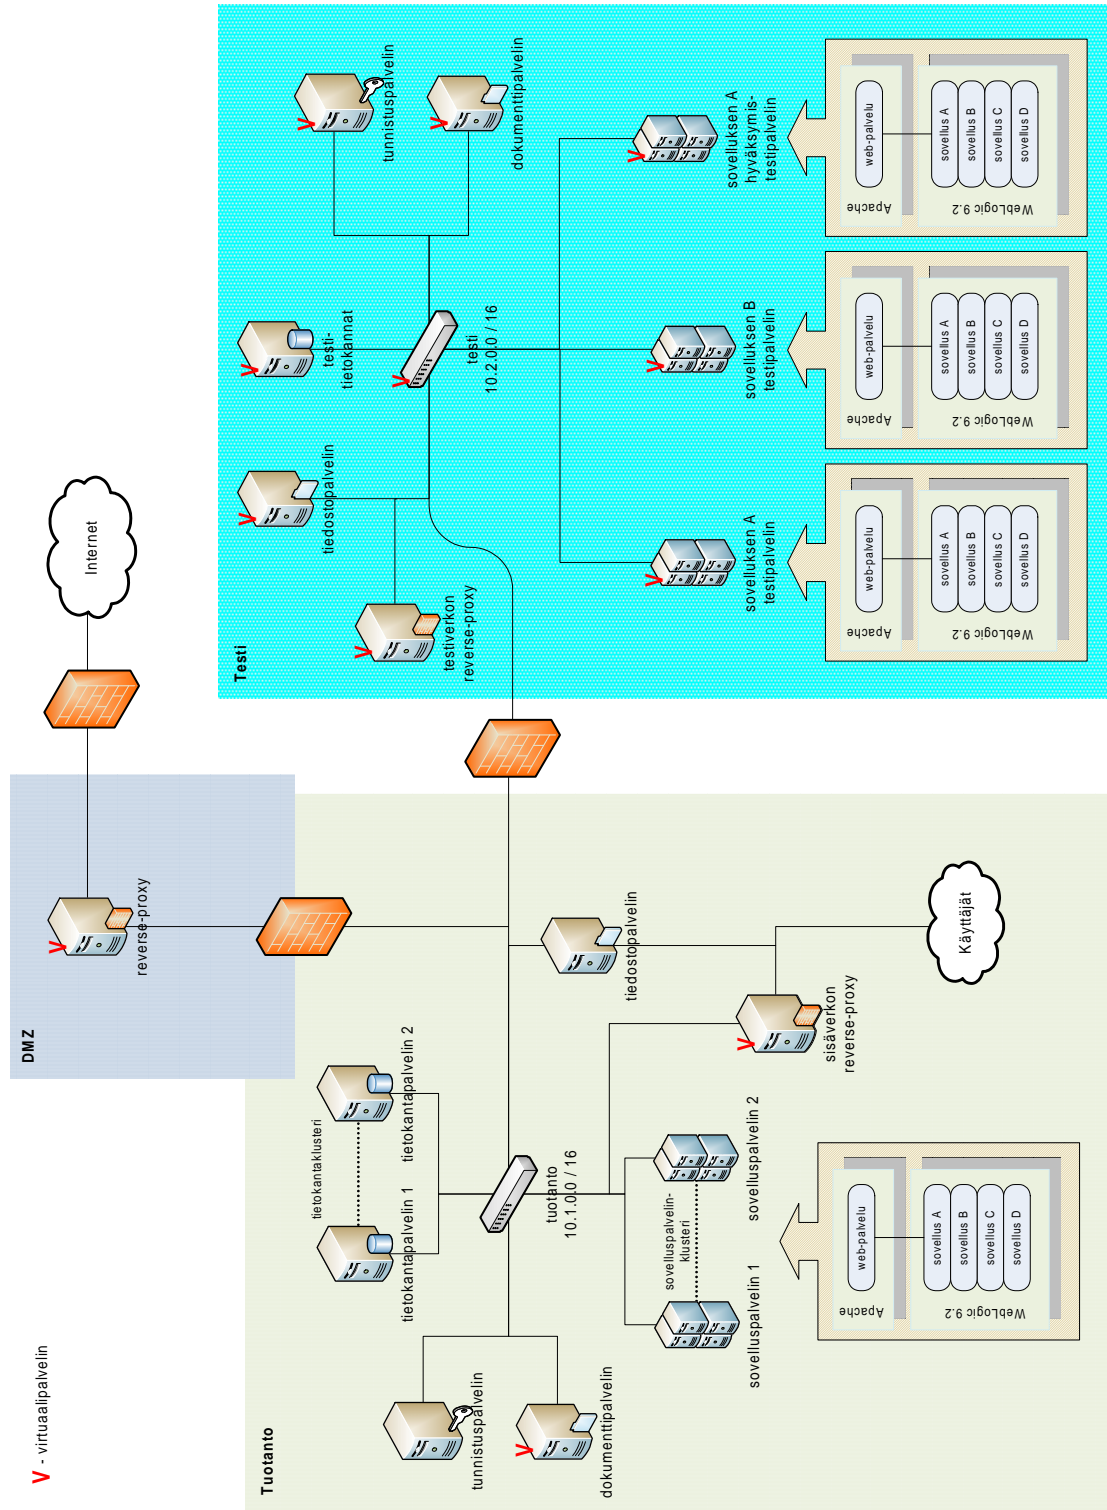 V - virtuaalipalvelin
DMZ
reverse-proxy
Internet
Tuotanto
tunnistuspalvelin
dokumenttipalvelin
tietokantaklusteri
tietokantapalvelin 1
tietokantapalvelin 2
tuotanto
10.1.0.0 / 16
sovelluspalvelin-
klusteri
sovelluspalvelin 1
sovelluspalvelin 2
tiedostopalvelin
sisäverkon
reverse-proxy
Käyttäjät
web-palvelu
Apache
sovellus A
sovellus B
sovellus C
sovellus D
WebLogic 9.2
Testi
testiverkon
reverse-proxy
tiedostopalvelin
testi-
tietokannat
tunnistuspalvelin
dokumenttipalvelin
testi
10.2.0.0 / 16
sovelluksen A
testipalvelin
sovelluksen B
testipalvelin
sovelluksen A
hyväksymis-
testipalvelin
web-palvelu
Apache
sovellus A
sovellus B
sovellus C
sovellus D
WebLogic 9.2
web-palvelu
Apache
sovellus A
sovellus B
sovellus C
sovellus D
WebLogic 9.2
web-palvelu
Apache
sovellus A
sovellus B
sovellus C
sovellus D
WebLogic 9.2
V
V
V
V
V
V
V
V
V
V
V
V